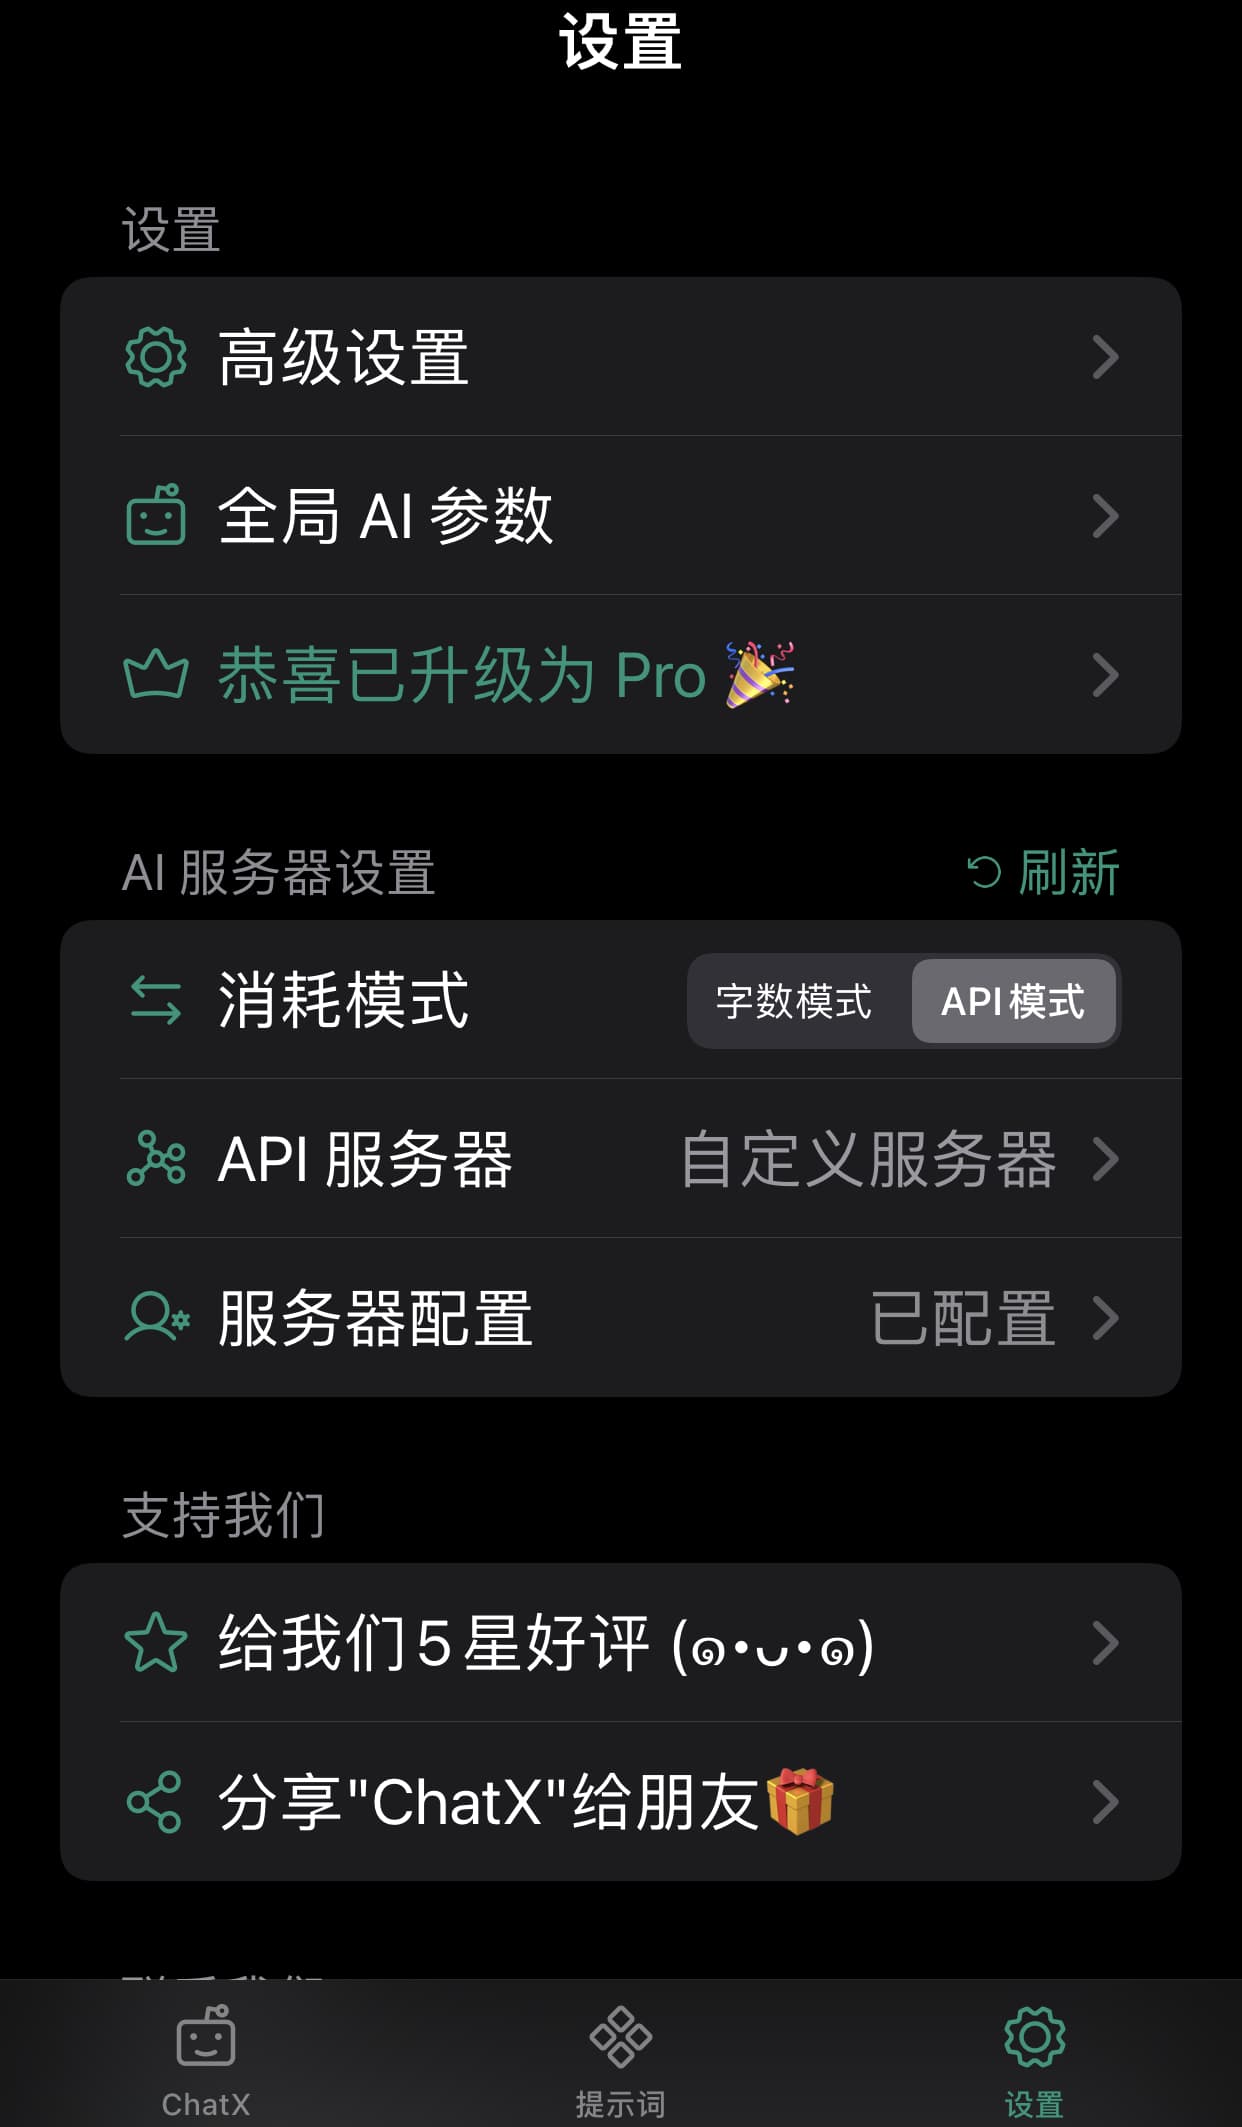 设置
设置
高级设置
全局 AI 参数
恭喜已升级为 Pro 🎉
AI 服务器设置 刷新
消耗模式 字数模式 API 模式
API 服务器 自定义服务器
服务器配置 已配置
支持我们
给我们5星好评 (๑•ᴗ•๑)
分享"ChatX"给朋友🎁
ChatX 提示词 设置